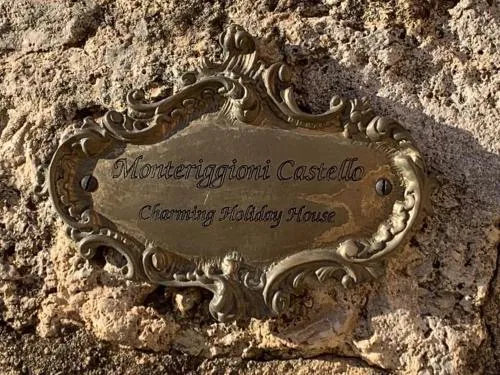 Monteriggioni Castello
Charming Holiday House